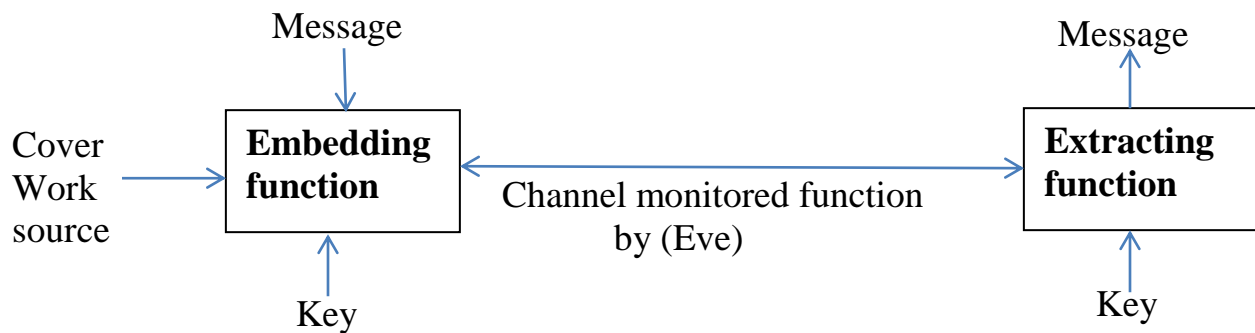 Message
Message
Cover
Work
source
Embedding
function
Extracting
function
Channel monitored function
by (Eve)
Key
Key